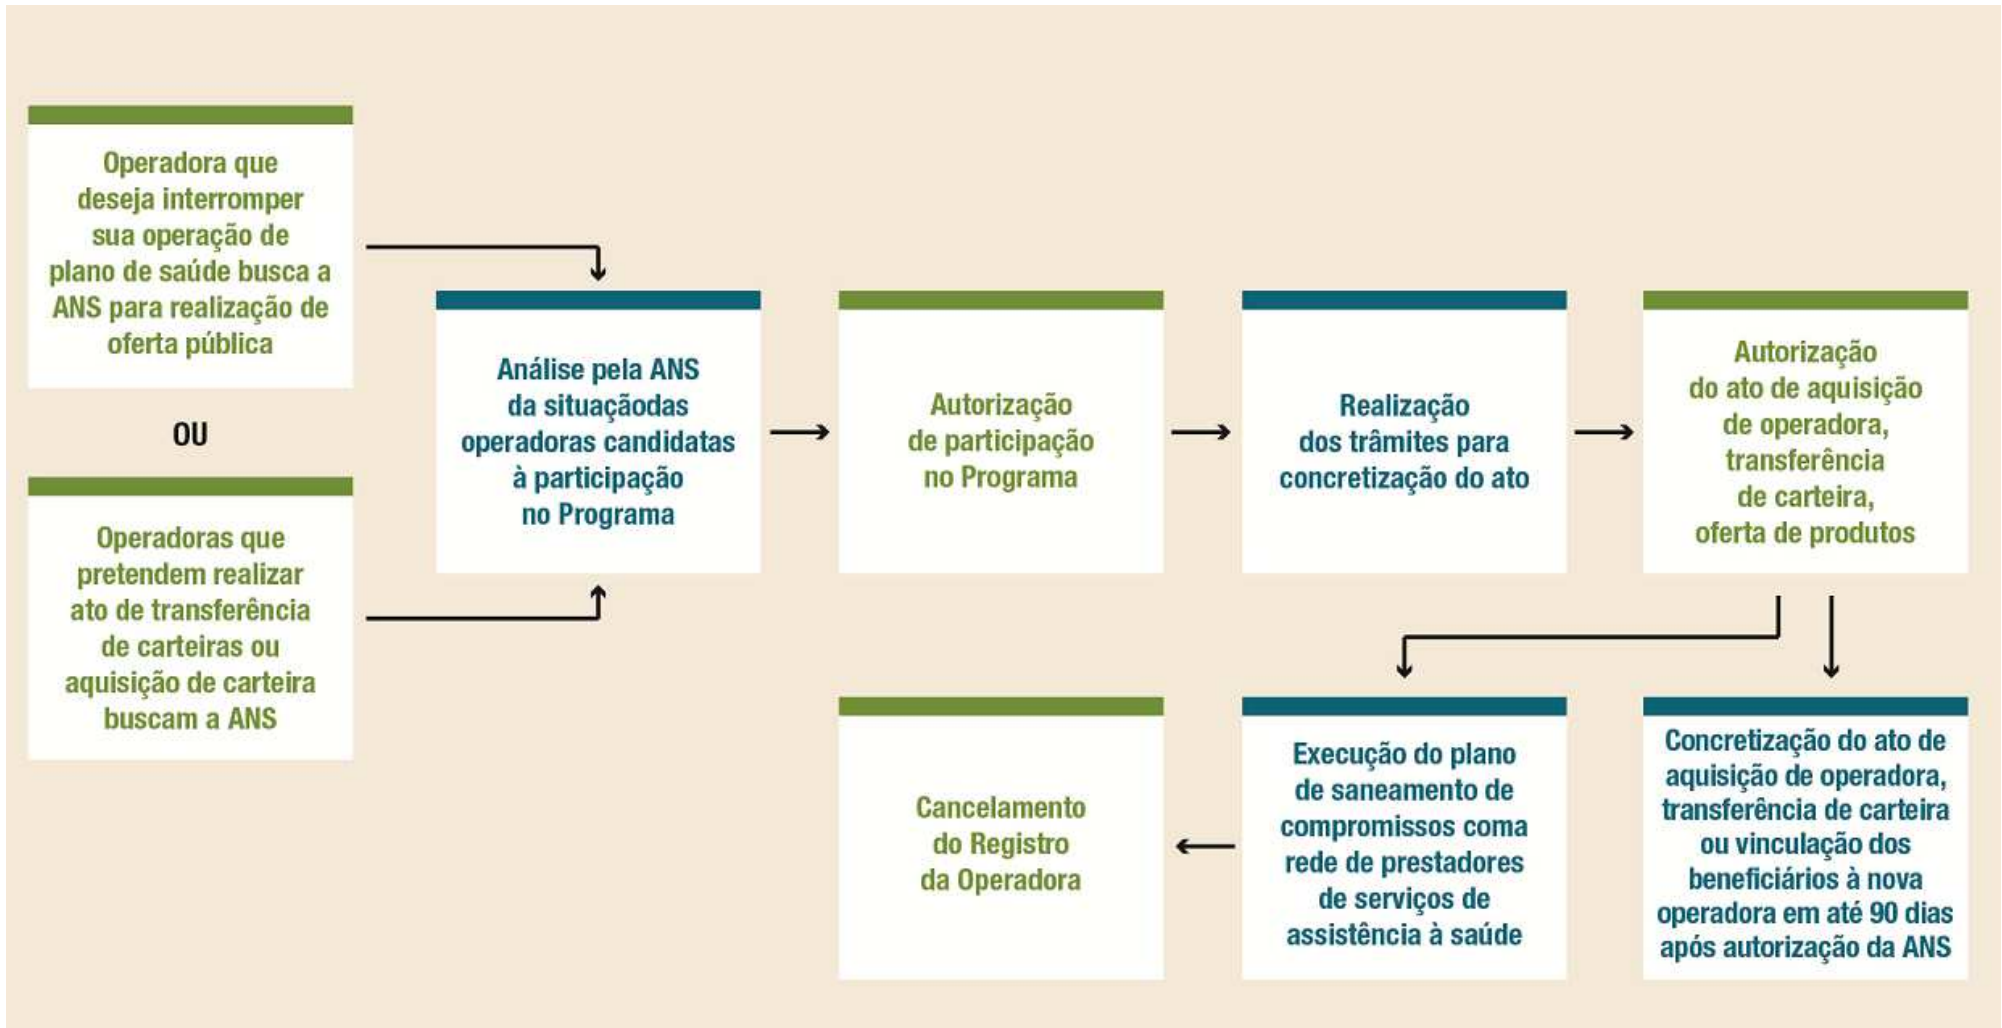 Operadora que
deseja interromper
sua operação de
plano de saúde busca a
ANS para realização de
oferta pública
OU
Operadoras que
pretendem realizar
ato de transferência
de carteiras ou
aquisição de carteira
buscam a ANS
Análise pela ANS
da situaçãodas
operadoras candidatas
à participação
no Programa
Autorização
de participação
no Programa
Realização
dos trâmites para
concretização do ato
Autorização
do ato de aquisição
de operadora,
transferência
de carteira,
oferta de produtos
Concretização do ato de
aquisição de operadora,
transferência de carteira
ou vinculação dos
beneficiários à nova
operadora em até 90 dias
após autorização da ANS
Execução do plano
de saneamento de
compromissos coma
rede de prestadores
de serviços de
assistência à saúde
Cancelamento
do Registro
da Operadora